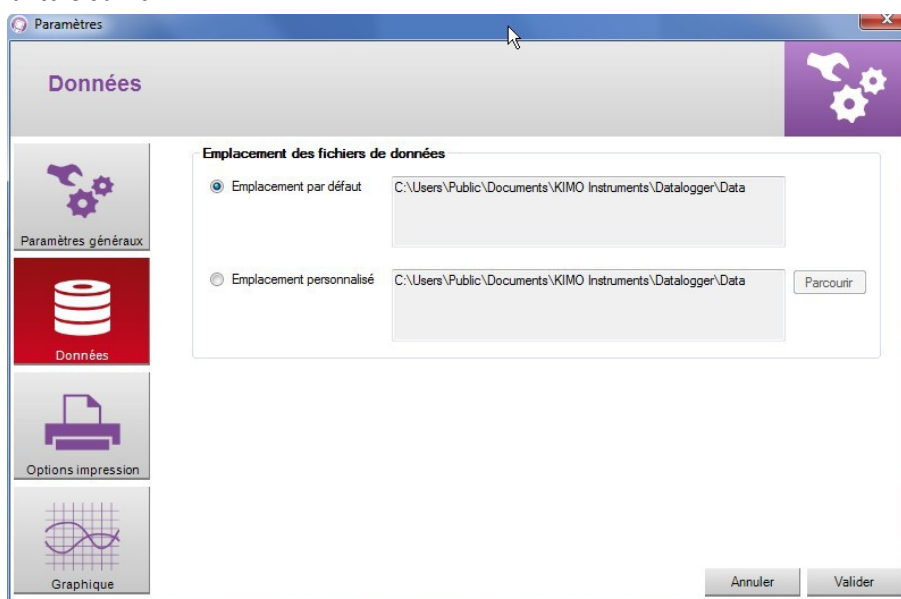 Paramètres
Données
Emplacement des fichiers de données
Emplacement par défaut
C:\Users\Public\Documents\KIMO Instruments\Datalogger\Data
Paramètres généraux
Emplacement personnalisé
C:\Users\Public\Documents\KIMO Instruments\Datalogger\Data
Parcourir
Données
Options impression
Graphique
Annuler
Valider